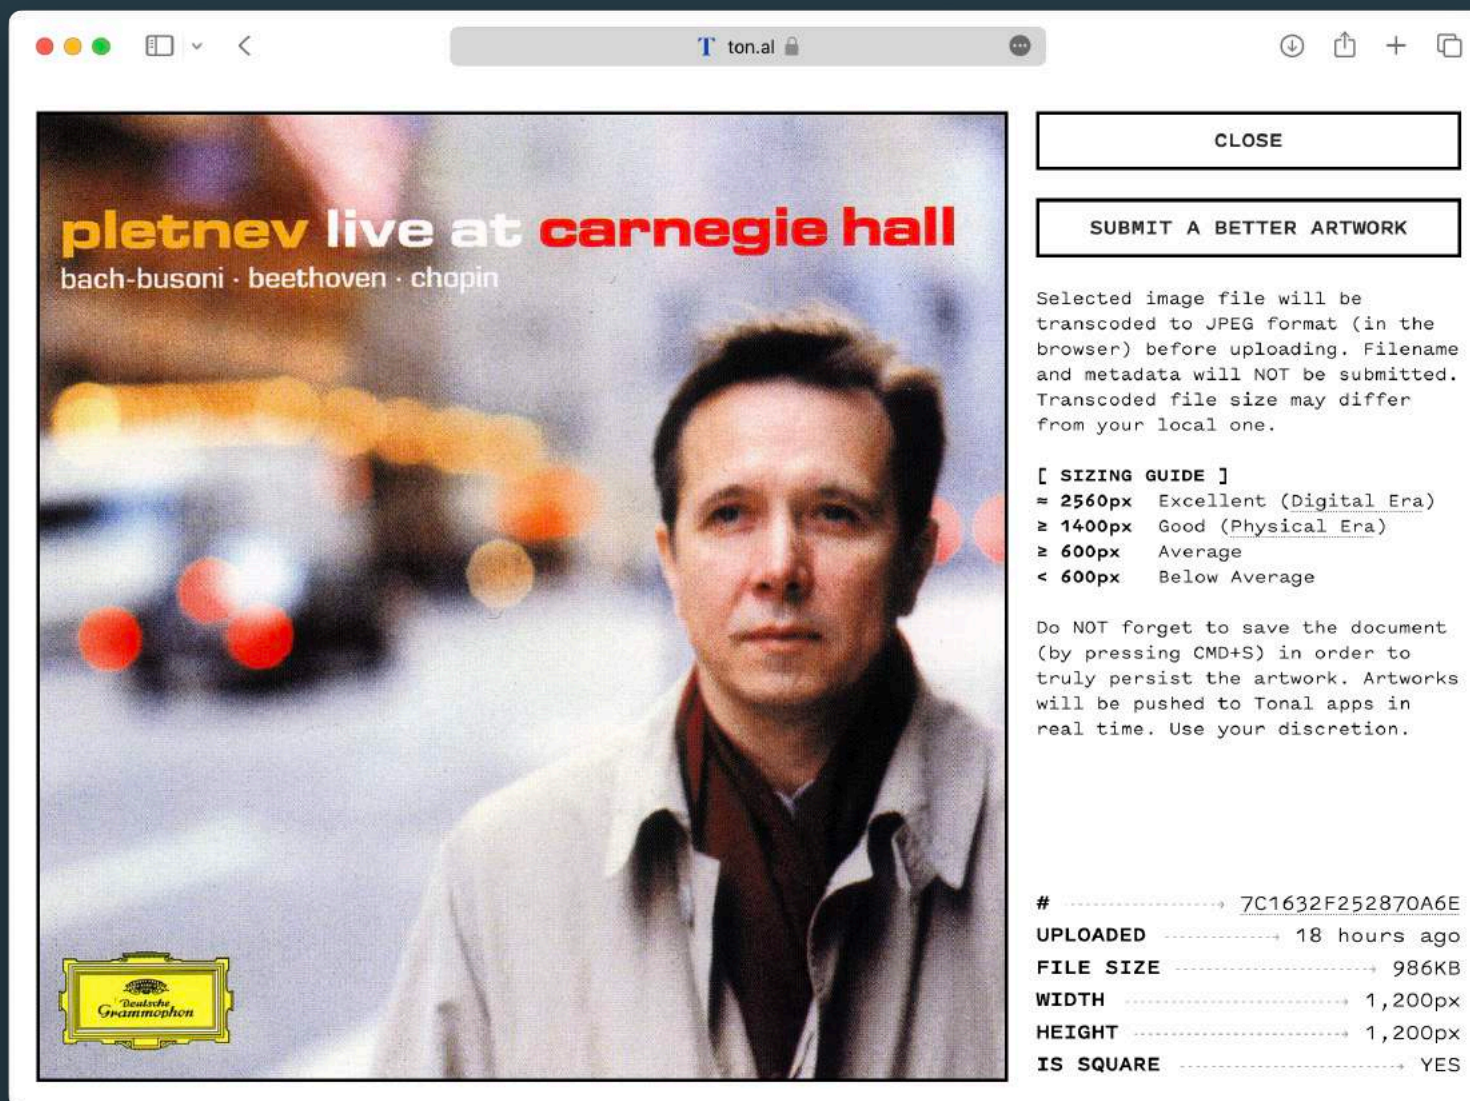 ton.al
pletnev live at carnegie hall
bach-busoni · beethoven · chopin
Deutsche
Grammophon
CLOSE
SUBMIT A BETTER ARTWORK
Selected image file will be
transcoded to JPEG format (in the
browser) before uploading. Filename
and metadata will NOT be submitted.
Transcoded file size may differ
from your local one.
[ SIZING GUIDE ]
≈ 2560px Excellent (Digital Era)
≥ 1400px Good (Physical Era)
≥ 600px Average
< 600px Below Average
Do NOT forget to save the document
(by pressing CMD+S) in order to
truly persist the artwork. Artworks
will be pushed to Tonal apps in
real time. Use your discretion.
# 7C1632F252870A6E
UPLOADED 18 hours ago
FILE SIZE 986KB
WIDTH 1,200px
HEIGHT 1,200px
IS SQUARE YES